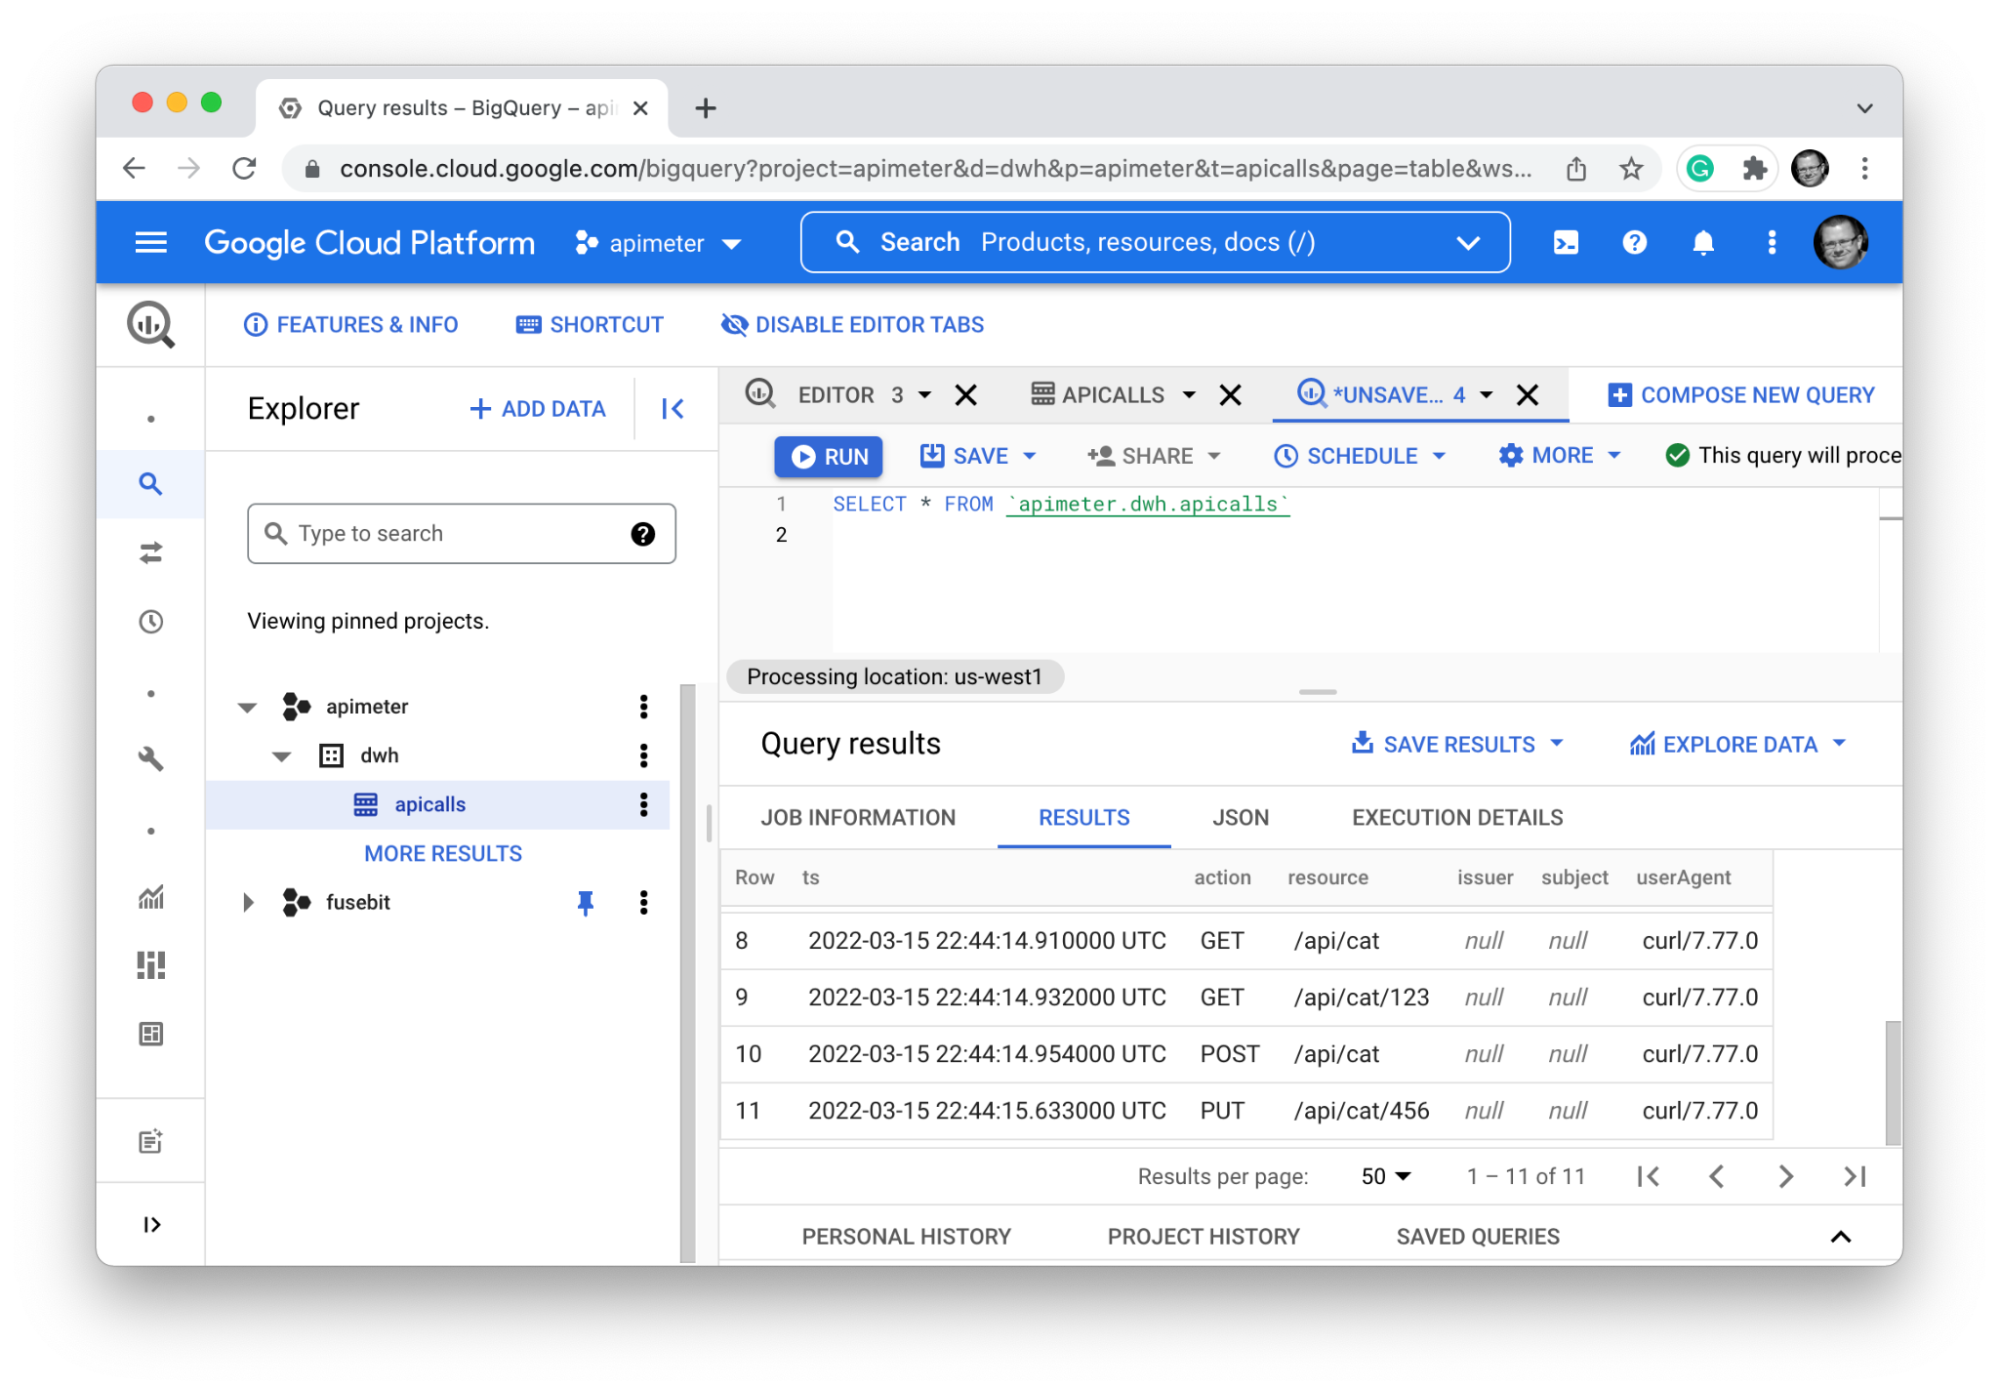 Query results – BigQuery – api
console.cloud.google.com/bigquery?project=apimeter&d=dwh&p=apimeter&t=apicalls&page=table&ws...
Google Cloud Platform apimeter Search Products, resources, docs (/)
FEATURES & INFO SHORTCUT DISABLE EDITOR TABS
Explorer + ADD DATA
EDITOR 3 APICALLS *UNSAVE... 4 COMPOSE NEW QUERY
RUN SAVE SHARE SCHEDULE MORE This query will proce
1 SELECT * FROM `apimeter.dwh.apicalls`
2
Type to search
Viewing pinned projects.
apimeter
dwh
apicalls
MORE RESULTS
fusebit
Processing location: us-west1
Query results SAVE RESULTS EXPLORE DATA
JOB INFORMATION RESULTS JSON EXECUTION DETAILS
Row ts action resource issuer subject userAgent
8 2022-03-15 22:44:14.910000 UTC GET /api/cat null null curl/7.77.0
9 2022-03-15 22:44:14.932000 UTC GET /api/cat/123 null null curl/7.77.0
10 2022-03-15 22:44:14.954000 UTC POST /api/cat null null curl/7.77.0
11 2022-03-15 22:44:15.633000 UTC PUT /api/cat/456 null null curl/7.77.0
Results per page: 50 1 – 11 of 11
PERSONAL HISTORY PROJECT HISTORY SAVED QUERIES